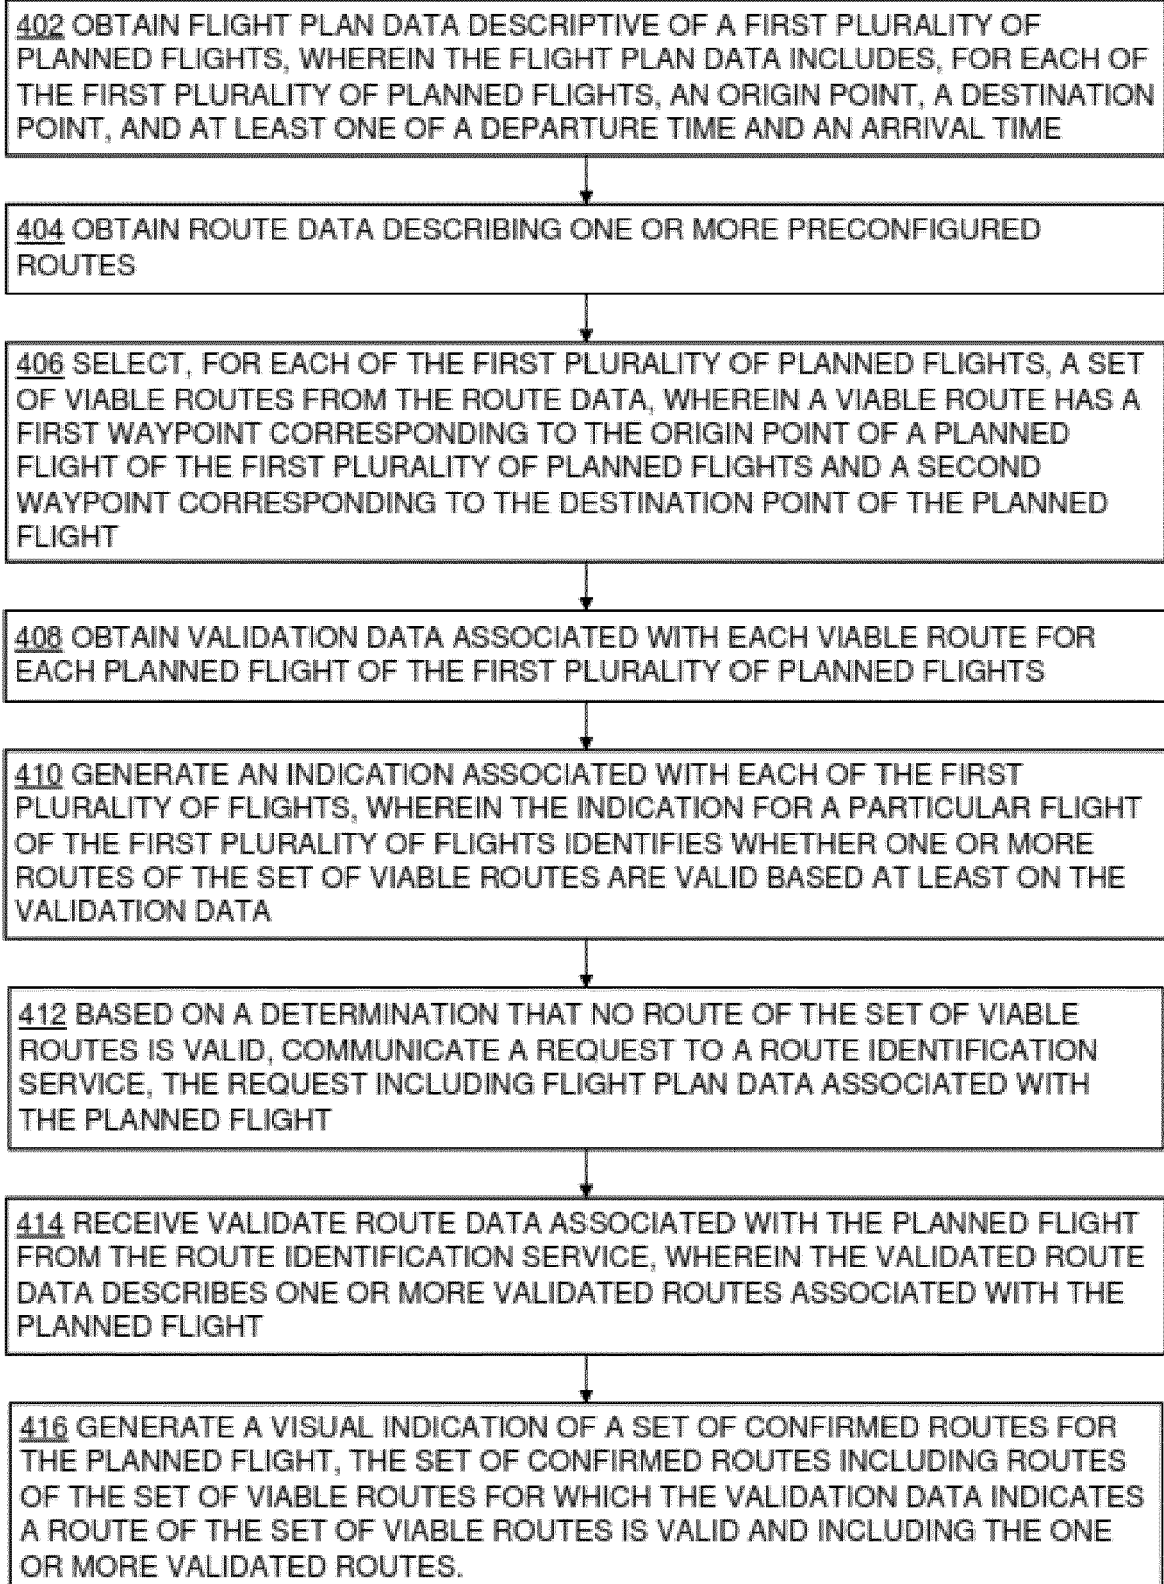 402 OBTAIN FLIGHT PLAN DATA DESCRIPTIVE OF A FIRST PLURALITY OF
PLANNED FLIGHTS, WHEREIN THE FLIGHT PLAN DATA INCLUDES, FOR EACH OF
THE FIRST PLURALITY OF PLANNED FLIGHTS, AN ORIGIN POINT, A DESTINATION
POINT, AND AT LEAST ONE OF A DEPARTURE TIME AND AN ARRIVAL TIME
404 OBTAIN ROUTE DATA DESCRIBING ONE OR MORE PRECONFIGURED
ROUTES
406 SELECT, FOR EACH OF THE FIRST PLURALITY OF PLANNED FLIGHTS, A SET
OF VIABLE ROUTES FROM THE ROUTE DATA, WHEREIN A VIABLE ROUTE HAS A
FIRST WAYPOINT CORRESPONDING TO THE ORIGIN POINT OF A PLANNED
FLIGHT OF THE FIRST PLURALITY OF PLANNED FLIGHTS AND A SECOND
WAYPOINT CORRESPONDING TO THE DESTINATION POINT OF THE PLANNED
FLIGHT
408 OBTAIN VALIDATION DATA ASSOCIATED WITH EACH VIABLE ROUTE FOR
EACH PLANNED FLIGHT OF THE FIRST PLURALITY OF PLANNED FLIGHTS
410 GENERATE AN INDICATION ASSOCIATED WITH EACH OF THE FIRST
PLURALITY OF FLIGHTS, WHEREIN THE INDICATION FOR A PARTICULAR FLIGHT
OF THE FIRST PLURALITY OF FLIGHTS IDENTIFIES WHETHER ONE OR MORE
ROUTES OF THE SET OF VIABLE ROUTES ARE VALID BASED AT LEAST ON THE
VALIDATION DATA
412 BASED ON A DETERMINATION THAT NO ROUTE OF THE SET OF VIABLE
ROUTES IS VALID, COMMUNICATE A REQUEST TO A ROUTE IDENTIFICATION
SERVICE, THE REQUEST INCLUDING FLIGHT PLAN DATA ASSOCIATED WITH
THE PLANNED FLIGHT
414 RECEIVE VALIDATE ROUTE DATA ASSOCIATED WITH THE PLANNED FLIGHT
FROM THE ROUTE IDENTIFICATION SERVICE, WHEREIN THE VALIDATED ROUTE
DATA DESCRIBES ONE OR MORE VALIDATED ROUTES ASSOCIATED WITH THE
PLANNED FLIGHT
416 GENERATE A VISUAL INDICATION OF A SET OF CONFIRMED ROUTES FOR
THE PLANNED FLIGHT, THE SET OF CONFIRMED ROUTES INCLUDING ROUTES
OF THE SET OF VIABLE ROUTES FOR WHICH THE VALIDATION DATA INDICATES
A ROUTE OF THE SET OF VIABLE ROUTES IS VALID AND INCLUDING THE ONE
OR MORE VALIDATED ROUTES.